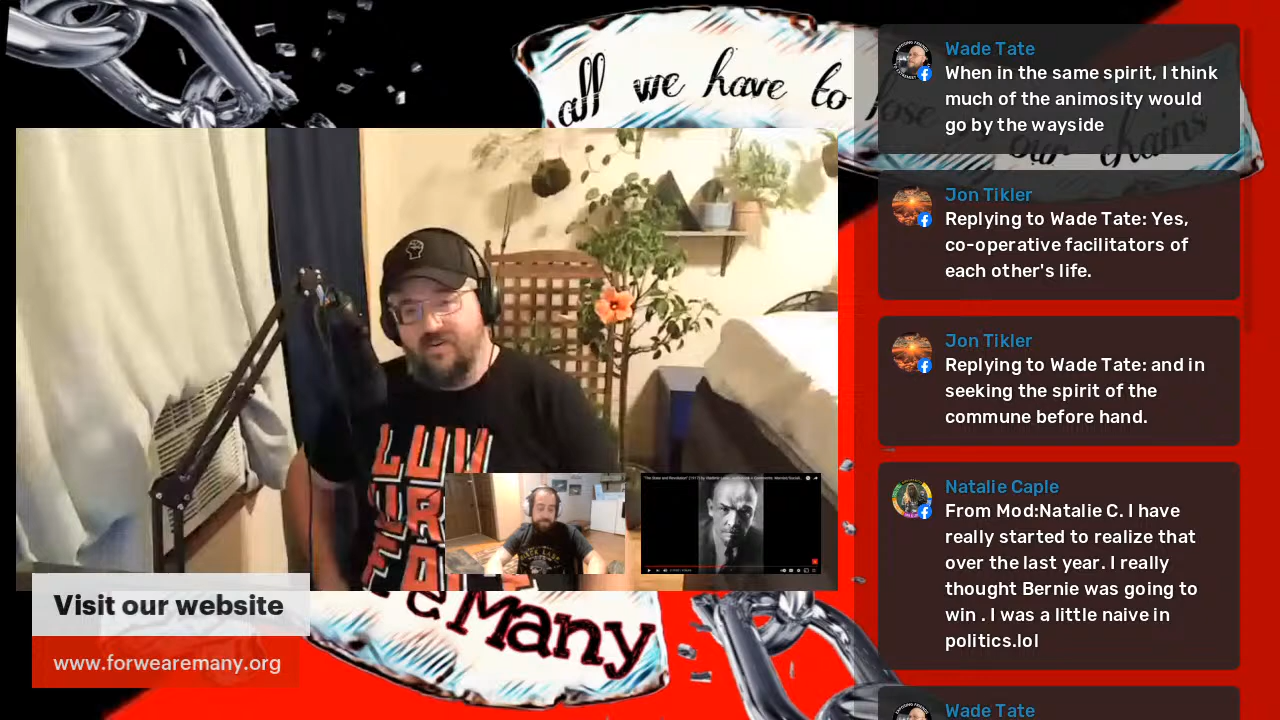 all we have to lose
our chains
Wade Tate
When in the same spirit, I think
much of the animosity would
go by the wayside
Jon Tikler
Replying to Wade Tate: Yes,
co-operative facilitators of
each other's life.
Jon Tikler
Replying to Wade Tate: and in
seeking the spirit of the
commune before hand.
Natalie Caple
From Mod:Natalie C. I have
really started to realize that
over the last year. I really
thought Bernie was going to
win . I was a little naive in
politics.lol
Wade Tate
LUV
UR
Many
Visit our website
www.forwearemany.org